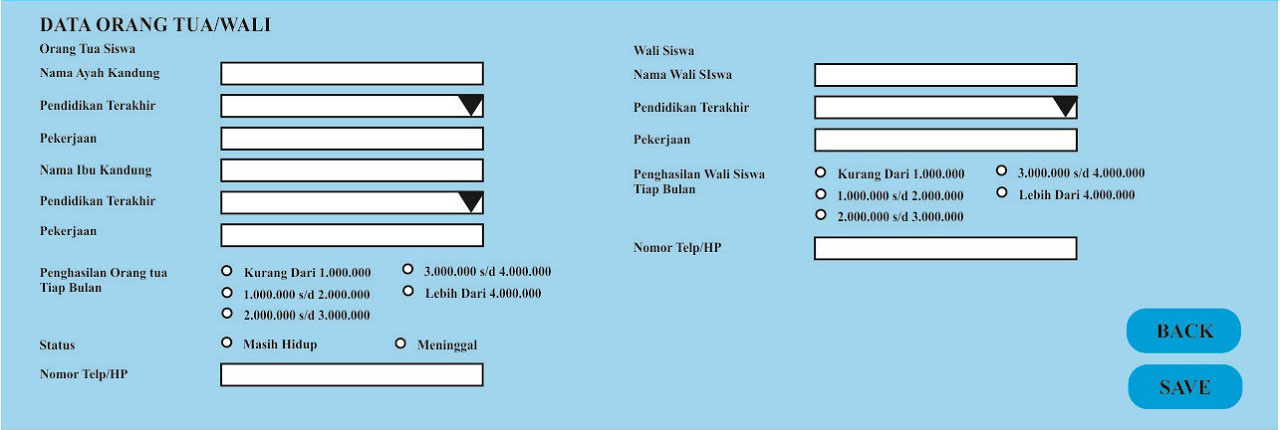 DATA ORANG TUA/WALI
Orang Tua Siswa
Nama Ayah Kandung
Pendidikan Terakhir
Pekerjaan
Nama Ibu Kandung
Pendidikan Terakhir
Pekerjaan
Penghasilan Orang tua
Tiap Bulan
Kurang Dari 1.000.000
3.000.000 s/d 4.000.000
1.000.000 s/d 2.000.000
Lebih Dari 4.000.000
2.000.000 s/d 3.000.000
Status
Masih Hidup
Meninggal
Nomor Telp/HP
Wali Siswa
Nama Wali SIswa
Pendidikan Terakhir
Pekerjaan
Penghasilan Wali Siswa
Tiap Bulan
Kurang Dari 1.000.000
3.000.000 s/d 4.000.000
1.000.000 s/d 2.000.000
Lebih Dari 4.000.000
2.000.000 s/d 3.000.000
Nomor Telp/HP
BACK
SAVE